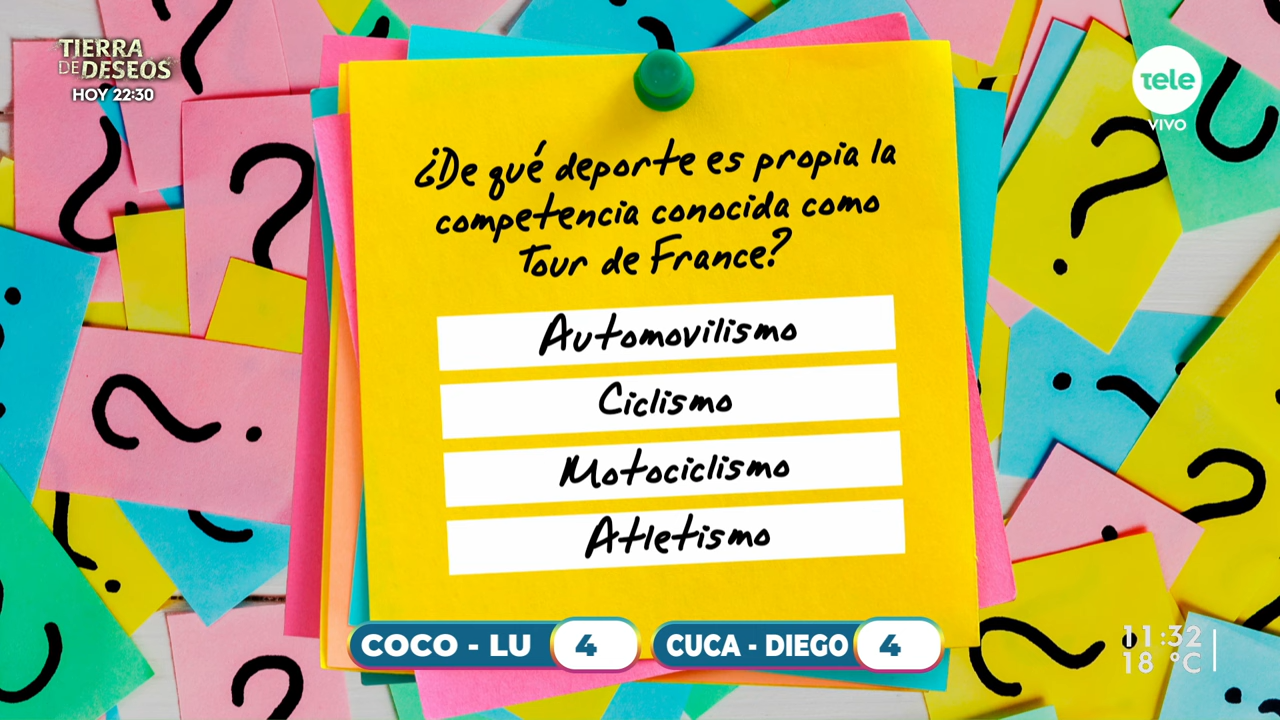 TIERRA
DE DESEOS
HOY 22:30
tele
VIVO
¿De qué deporte es propia la
competencia conocida como
Tour de France?
Automovilismo
Ciclismo
Motociclismo
Atletismo
COCO - LU 4
CUCA - DIEGO 4
11:32
18 °C